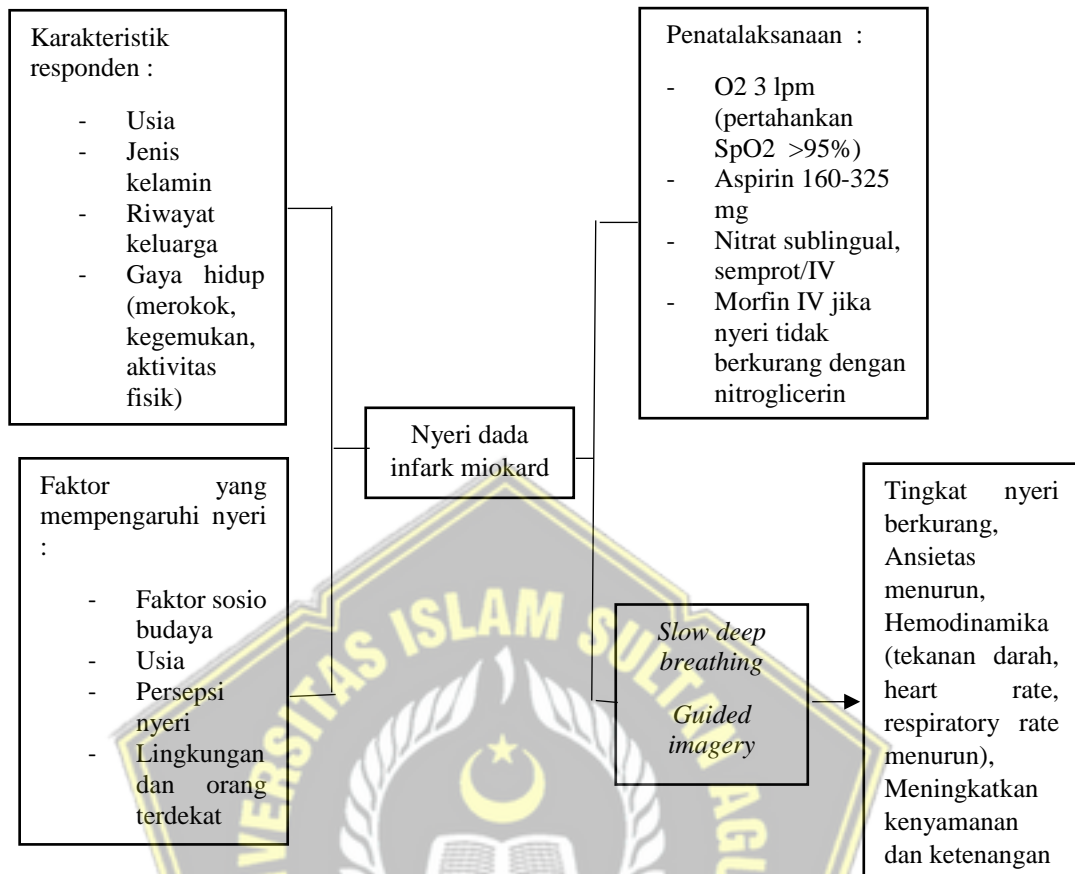 Karakteristik
responden :
- Usia
- Jenis
kelamin
- Riwayat
keluarga
- Gaya hidup
(merokok,
kegemukan,
aktivitas
fisik)
Faktor yang
mempengaruhi nyeri
:
- Faktor sosio
budaya
- Usia
- Persepsi
nyeri
- Lingkungan
dan orang
terdekat
Nyeri dada
infark miokard
Penatalaksanaan :
- O2 3 lpm
(pertahankan
SpO2 >95%)
- Aspirin 160-325
mg
- Nitrat sublingual,
semprot/IV
- Morfin IV jika
nyeri tidak
berkurang dengan
nitroglicerin
Slow deep
breathing
Guided
imagery
Tingkat nyeri
berkurang,
Ansietas
menurun,
Hemodinamika
(tekanan darah,
heart rate,
respiratory rate
menurun),
Meningkatkan
kenyamanan
dan ketenangan
VERSITAS ISLAM SULTAN AGU